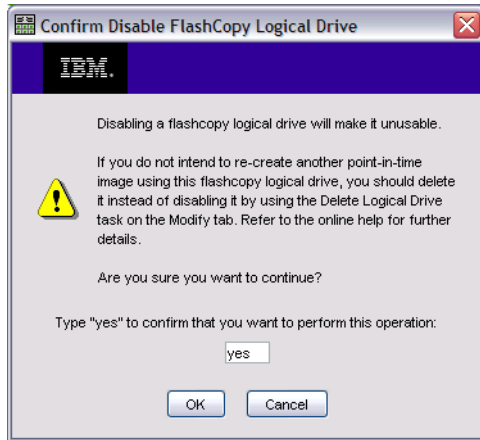 Confirm Disable FlashCopy Logical Drive
IBM.
Disabling a flashcopy logical drive will make it unusable.
If you do not intend to re-create another point-in-time
image using this flashcopy logical drive, you should delete
it instead of disabling it by using the Delete Logical Drive
task on the Modify tab. Refer to the online help for further
details.
Are you sure you want to continue?
Type "yes" to confirm that you want to perform this operation:
yes
OK Cancel